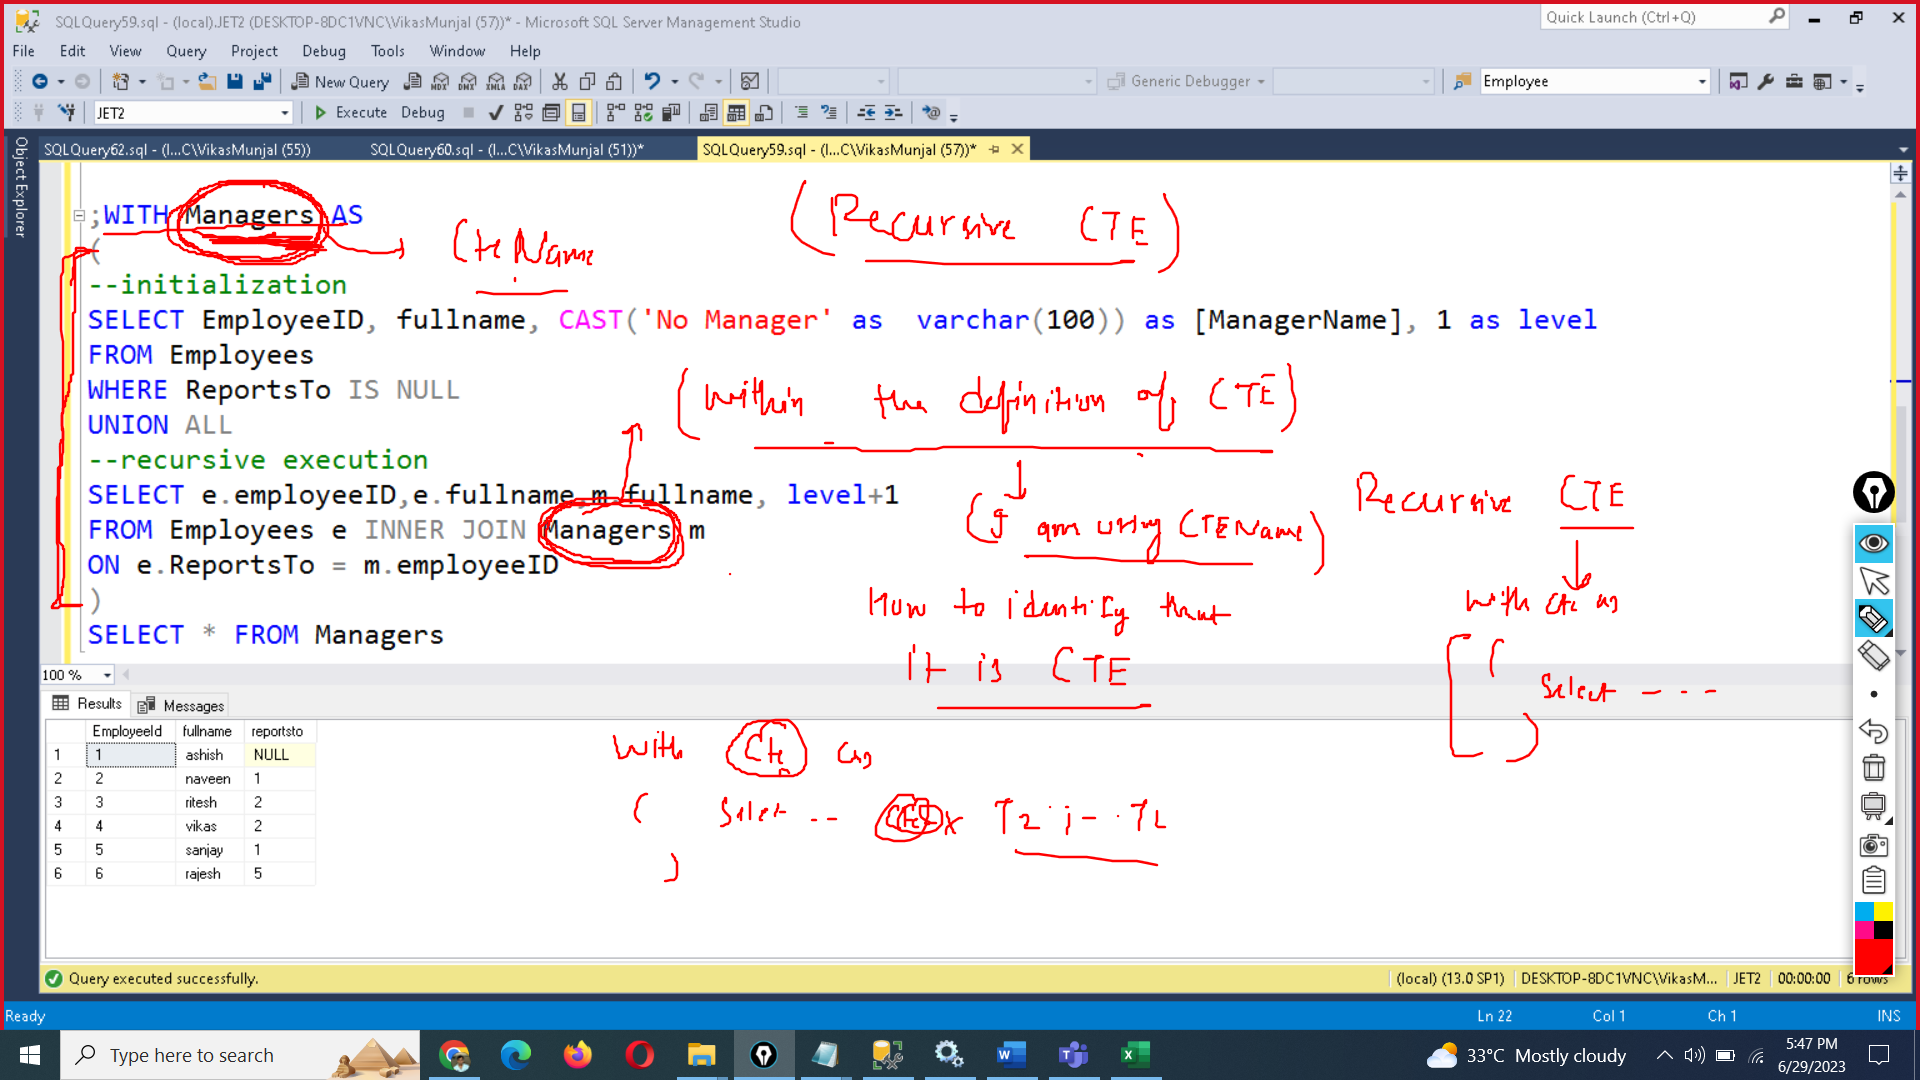 SQLQuery59.sql - (local).JET2 (DESKTOP-8DC1VNC\VikasMunjal (57))* - Microsoft SQL Server Management Studio
Quick Launch (Ctrl+Q)
File Edit View Query Project Debug Tools Window Help
New Query MDX DMX XMLA DAX Generic Debugger Employee
JET2 Execute Debug
Object Explorer
SQLQuery62.sql - (l...C\VikasMunjal (55)) SQLQuery60.sql - (l...C\VikasMunjal (51))* SQLQuery59.sql - (l...C\VikasMunjal (57))*
;WITH Managers AS
(Recursive CTE)
(
Cte Name
--initialization
SELECT EmployeeID, fullname, CAST('No Manager' as varchar(100)) as [ManagerName], 1 as level
FROM Employees
WHERE ReportsTo IS NULL
(Within the definition of CTE)
UNION ALL
--recursive execution
SELECT e.employeeID,e.fullname,m.fullname, level+1
Recursive CTE
FROM Employees e INNER JOIN Managers m
(I am using CTEName)
ON e.ReportsTo = m.employeeID
)
How to identify that
With cte as
SELECT * FROM Managers
it is CTE
(
Select - - -
)
100 %
Results Messages
EmployeeId fullname reportsto
1 1 ashish NULL
2 2 naveen 1
3 3 ritesh 2
4 4 vikas 2
5 5 sanjay 1
6 6 rajesh 5
With Cte as
( Select --
)
Query executed successfully.
(local) (13.0 SP1) DESKTOP-8DC1VNC\VikasM... JET2 00:00:00 6 rows
Ready Ln 22 Col 1 Ch 1 INS
Type here to search
33°C Mostly cloudy
5:47 PM
6/29/2023